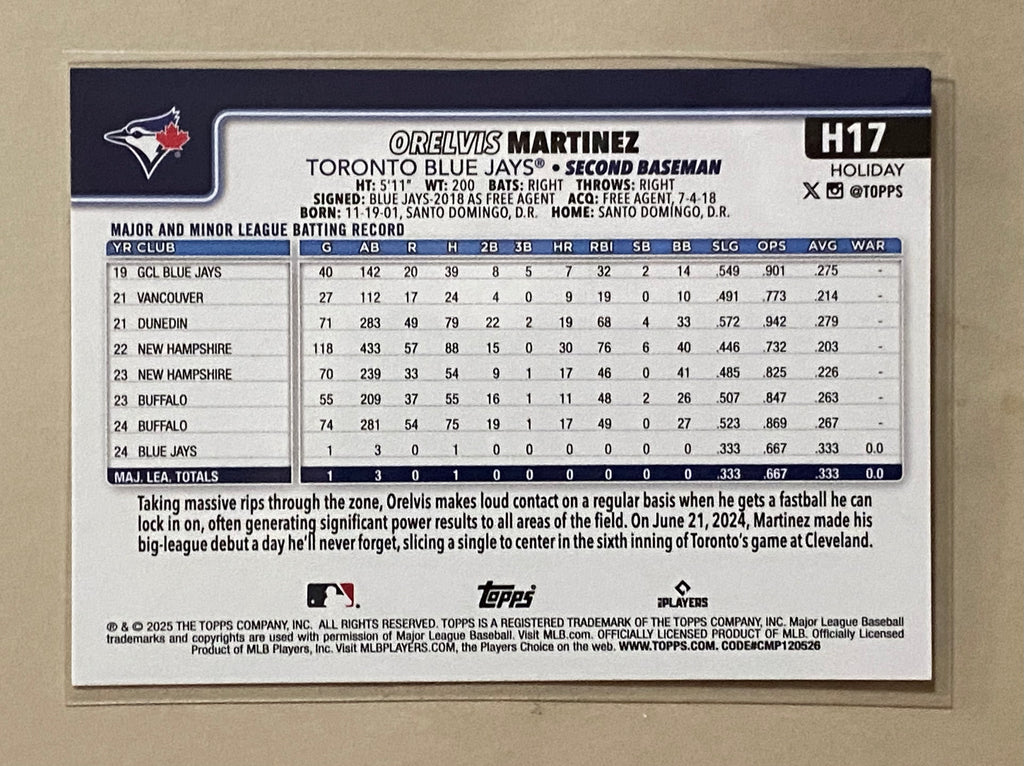 ORELVIS MARTINEZ
H17
TORONTO BLUE JAYS® • SECOND BASEMAN
HOLIDAY
HT: 5'11" WT: 200 BATS: RIGHT THROWS: RIGHT
X @TOPPS
SIGNED: BLUE JAYS-2018 AS FREE AGENT ACQ: FREE AGENT, 7-4-18
BORN: 11-19-01, SANTO DOMINGO, D.R. HOME: SANTO DOMINGO, D.R.
MAJOR AND MINOR LEAGUE BATTING RECORD
YR CLUB G AB R H 2B 3B HR RBI SB BB SLG OPS AVG WAR
19 GCL BLUE JAYS 40 142 20 39 8 5 7 32 2 14 .549 .901 .275 -
21 VANCOUVER 27 112 17 24 4 0 9 19 0 10 .491 .773 .214 -
21 DUNEDIN 71 283 49 79 22 2 19 68 4 33 .572 .942 .279 -
22 NEW HAMPSHIRE 118 433 57 88 15 0 30 76 6 40 .446 .732 .203 -
23 NEW HAMPSHIRE 70 239 33 54 9 1 17 46 0 41 .485 .825 .226 -
23 BUFFALO 55 209 37 55 16 1 11 48 2 26 .507 .847 .263 -
24 BUFFALO 74 281 54 75 19 1 17 49 0 27 .523 .869 .267 -
24 BLUE JAYS 1 3 0 1 0 0 0 0 0 0 .333 .667 .333 0.0
MAJ. LEA. TOTALS 1 3 0 1 0 0 0 0 0 0 .333 .667 .333 0.0
Taking massive rips through the zone, Orelvis makes loud contact on a regular basis when he gets a fastball he can
lock in on, often generating significant power results to all areas of the field. On June 21, 2024, Martinez made his
big-league debut a day he'll never forget, slicing a single to center in the sixth inning of Toronto's game at Cleveland.
Topps
PLAYERS
℗ & © 2025 THE TOPPS COMPANY, INC. ALL RIGHTS RESERVED. TOPPS IS A REGISTERED TRADEMARK OF THE TOPPS COMPANY, INC. Major League Baseball
trademarks and copyrights are used with permission of Major League Baseball. Visit MLB.com. OFFICIALLY LICENSED PRODUCT OF MLB. Officially Licensed
Product of MLB Players, Inc. Visit MLBPLAYERS.COM, the Players Choice on the web. WWW.TOPPS.COM. CODE#CMP120526